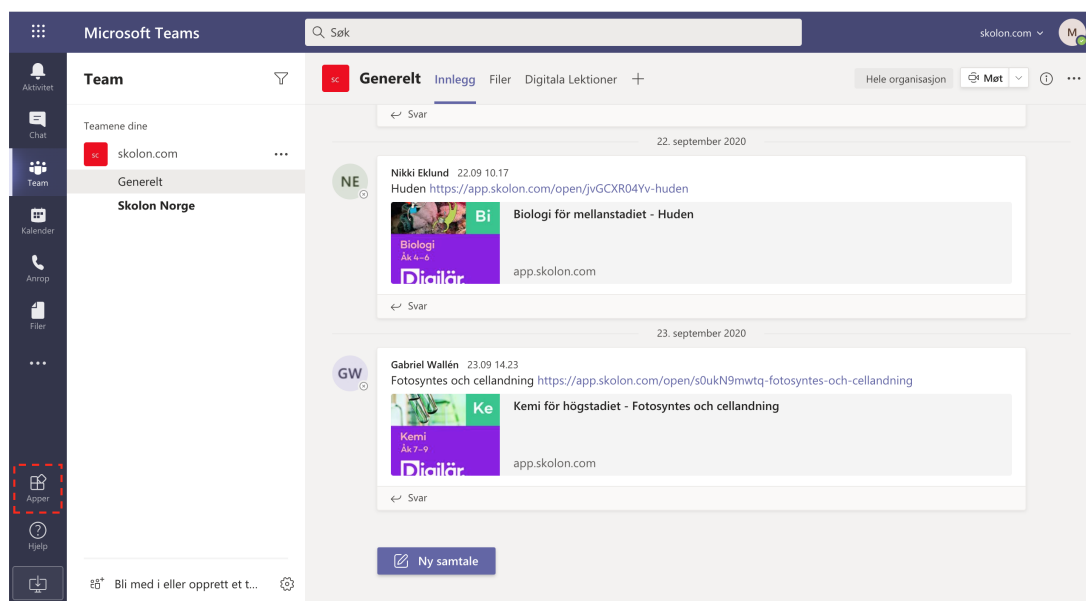 Microsoft Teams
Søk
skolon.com
M
Aktivitet
Chat
Team
Kalender
Anrop
Filer
Apper
Hjelp
Team
Teamene dine
sc skolon.com
Generelt
Skolon Norge
Bli med i eller opprett et t...
sc Generelt Innlegg Filer Digitala Lektioner
Hele organisasjon Møt
Svar
22. september 2020
NE
Nikki Eklund 22.09 10.17
Huden https://app.skolon.com/open/jvGCXR04Yv-huden
Bi
Biologi
Åk 4–6
Digilär
Biologi för mellanstadiet - Huden
app.skolon.com
Svar
23. september 2020
GW
Gabriel Wallén 23.09 14.23
Fotosyntes och cellandning https://app.skolon.com/open/s0ukN9mwtq-fotosyntes-och-cellandning
Ke
Kemi
Åk 7–9
Digilär
Kemi för högstadiet - Fotosyntes och cellandning
app.skolon.com
Svar
Ny samtale